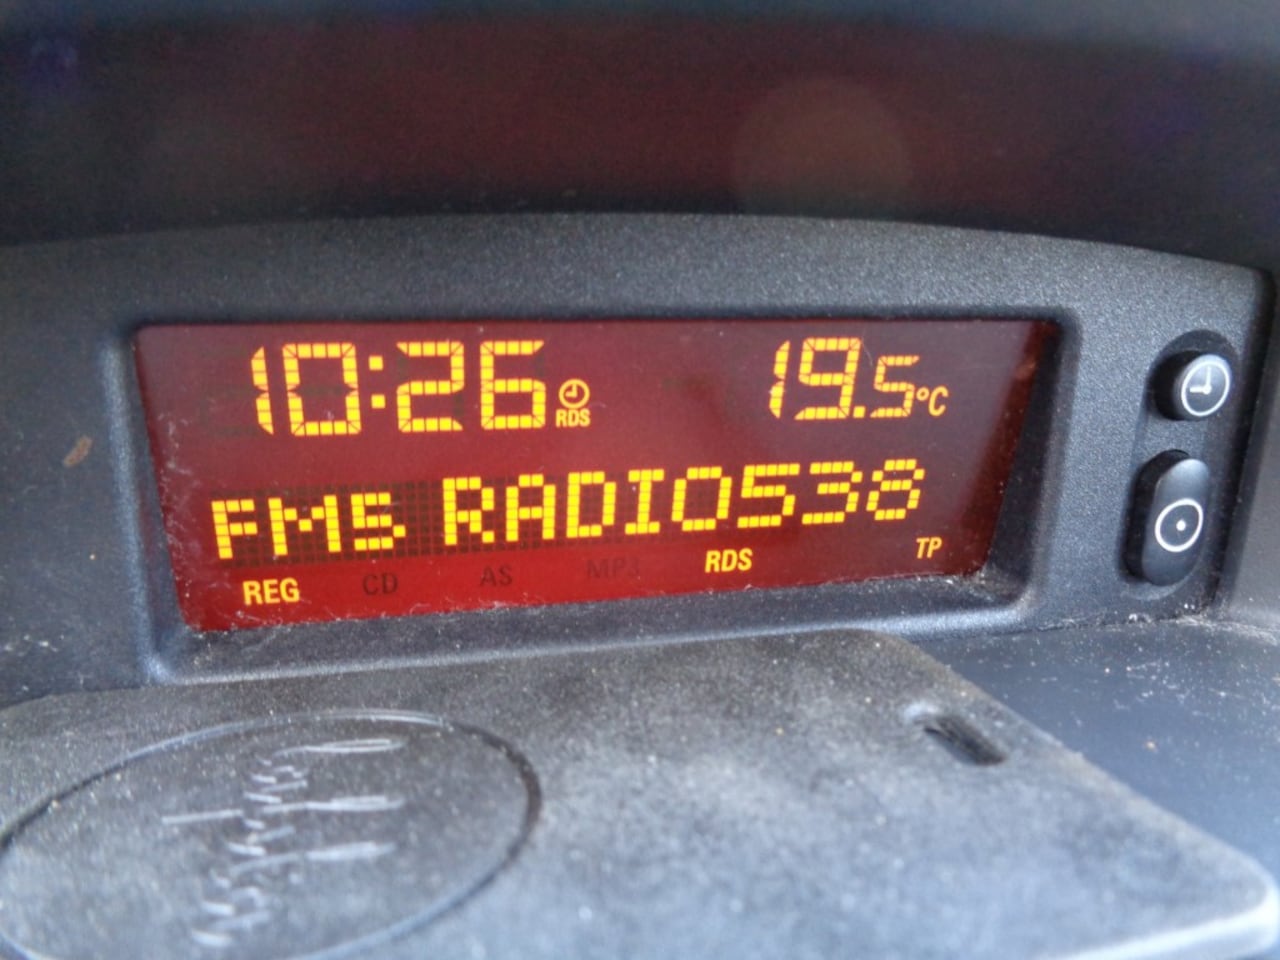 10:26 RDS 19.5°C
FM5 RADIO538
REG CD AS MP3 RDS TP